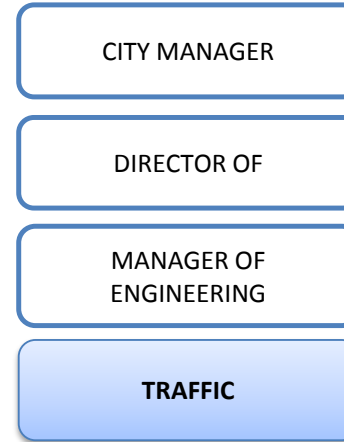 CITY MANAGER
DIRECTOR OF
MANAGER OF
ENGINEERING
TRAFFIC